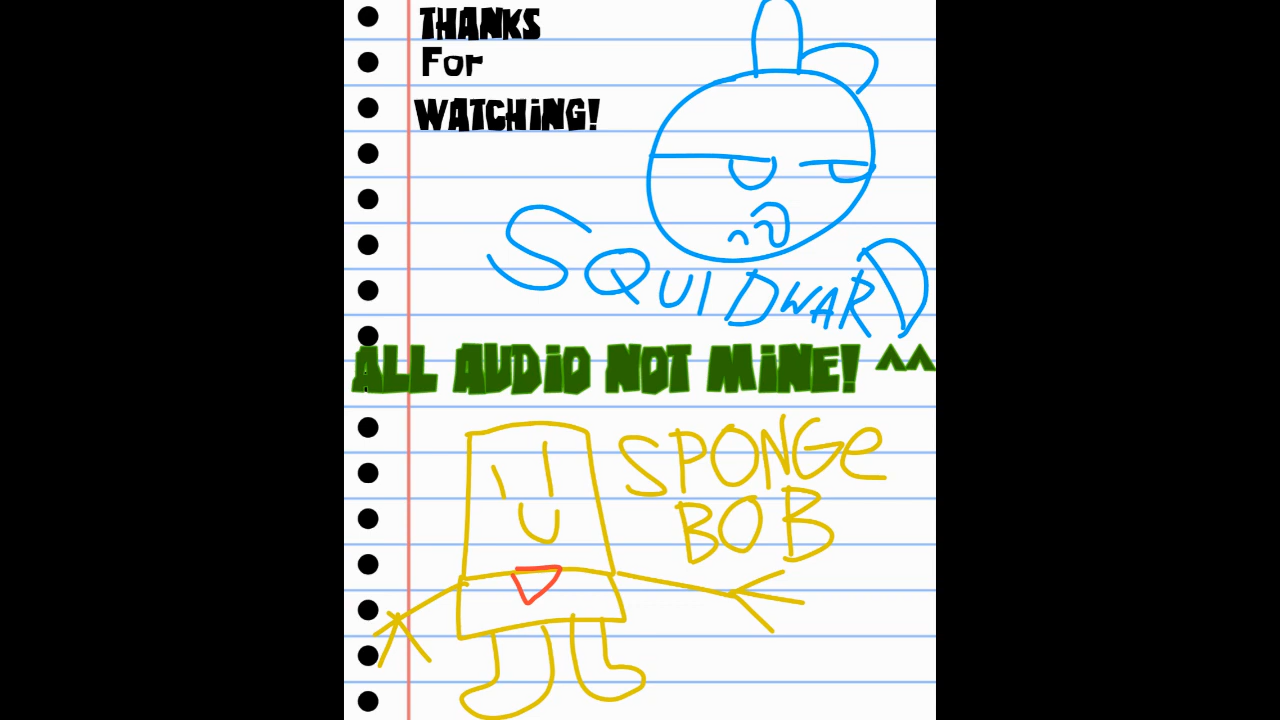 THANKS
For
WATCHiNG!
SQUIDWARD
ALL AUDiO NOT MiNE! ^^
SPONGe
BOB